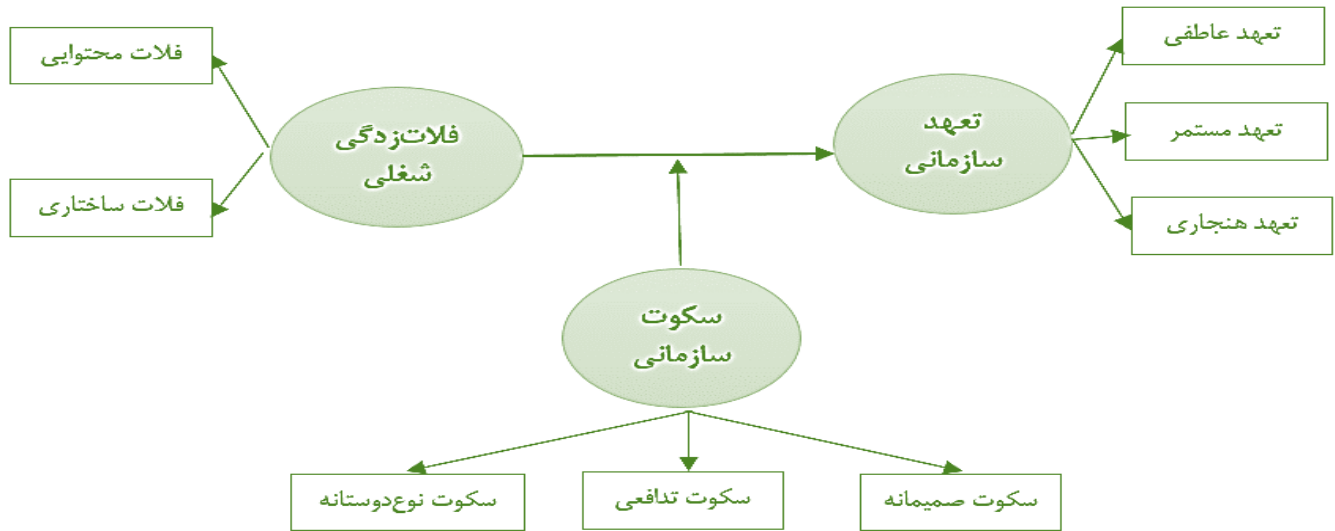 تعهد عاطفی
فلات محتوایی
تعهد
سازمانی
فلات‌زدگی
شغلی
تعهد مستمر
فلات ساختاری
تعهد هنجاری
سکوت
سازمانی
سکوت صمیمانه
سکوت تدافعی
سکوت نوع‌دوستانه